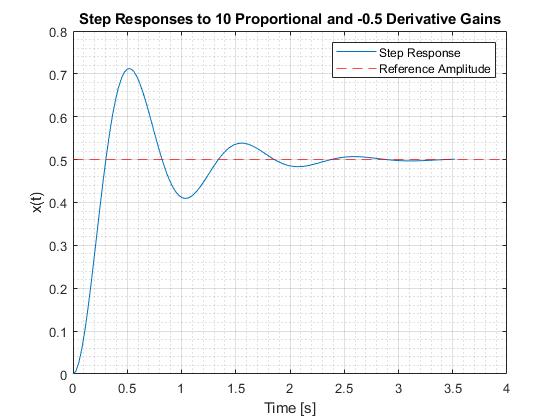 Step Responses to 10 Proportional and -0.5 Derivative Gains
Step Response
Reference Amplitude
0.8
0.7
0.6
0.5
0.4
0.3
0.2
0.1
0
x(t)
0 0.5 1 1.5 2 2.5 3 3.5 4
Time [s]